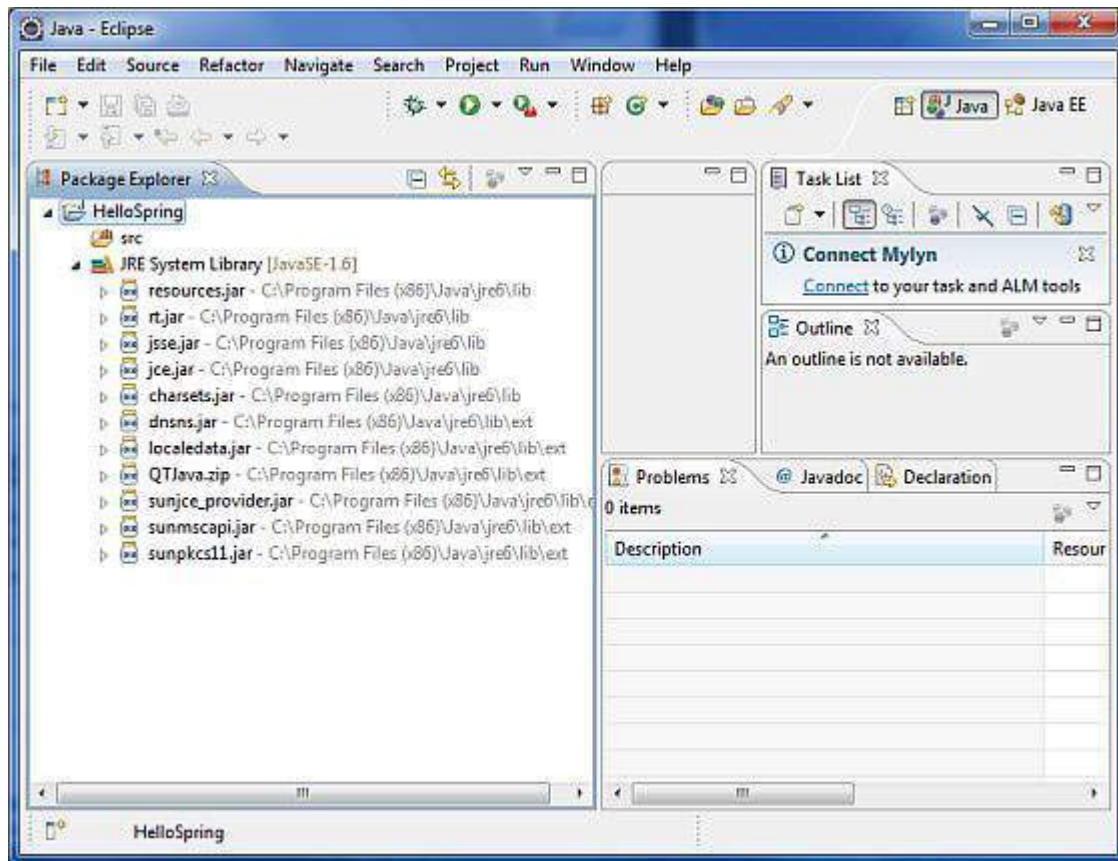 Java - Eclipse
File Edit Source Refactor Navigate Search Project Run Window Help
Java Java EE
Package Explorer
HelloSpring
src
JRE System Library [JavaSE-1.6]
resources.jar - C:\Program Files (x86)\Java\jre6\lib
rt.jar - C:\Program Files (x86)\Java\jre6\lib
jsse.jar - C:\Program Files (x86)\Java\jre6\lib
jce.jar - C:\Program Files (x86)\Java\jre6\lib
charsets.jar - C:\Program Files (x86)\Java\jre6\lib
dnsns.jar - C:\Program Files (x86)\Java\jre6\lib\ext
localedata.jar - C:\Program Files (x86)\Java\jre6\lib\ext
QTJava.zip - C:\Program Files (x86)\Java\jre6\lib\ext
sunjce_provider.jar - C:\Program Files (x86)\Java\jre6\lib\e
sunmscapi.jar - C:\Program Files (x86)\Java\jre6\lib\ext
sunpkcs11.jar - C:\Program Files (x86)\Java\jre6\lib\ext
Task List
Connect Mylyn
Connect to your task and ALM tools
Outline
An outline is not available.
Problems Javadoc Declaration
0 items
Description Resour
HelloSpring